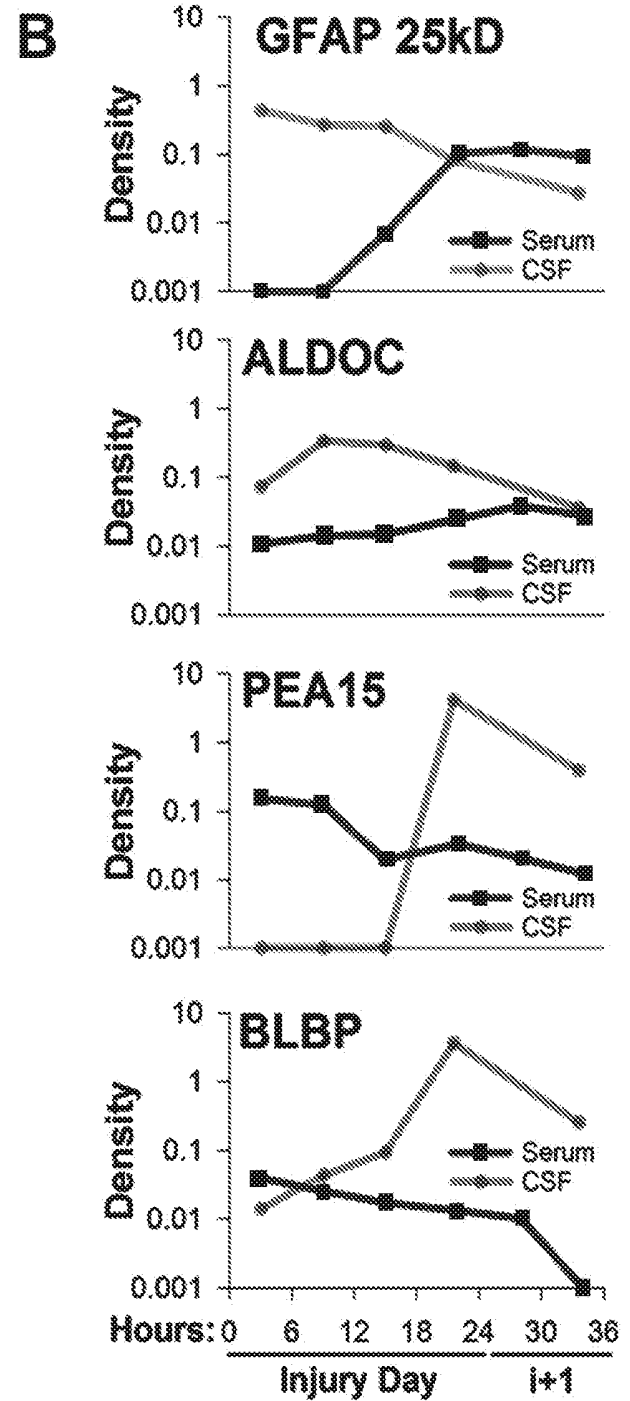 B
GFAP 25kD
10
1
0.1
0.01
0.001
Density
Serum
CSF
ALDOC
10
1
0.1
0.01
0.001
Density
Serum
CSF
PEA15
10
1
0.1
0.01
0.001
Density
Serum
CSF
BLBP
10
1
0.1
0.01
0.001
Density
Serum
CSF
Hours: 0 6 12 18 24 30 36
Injury Day i+1